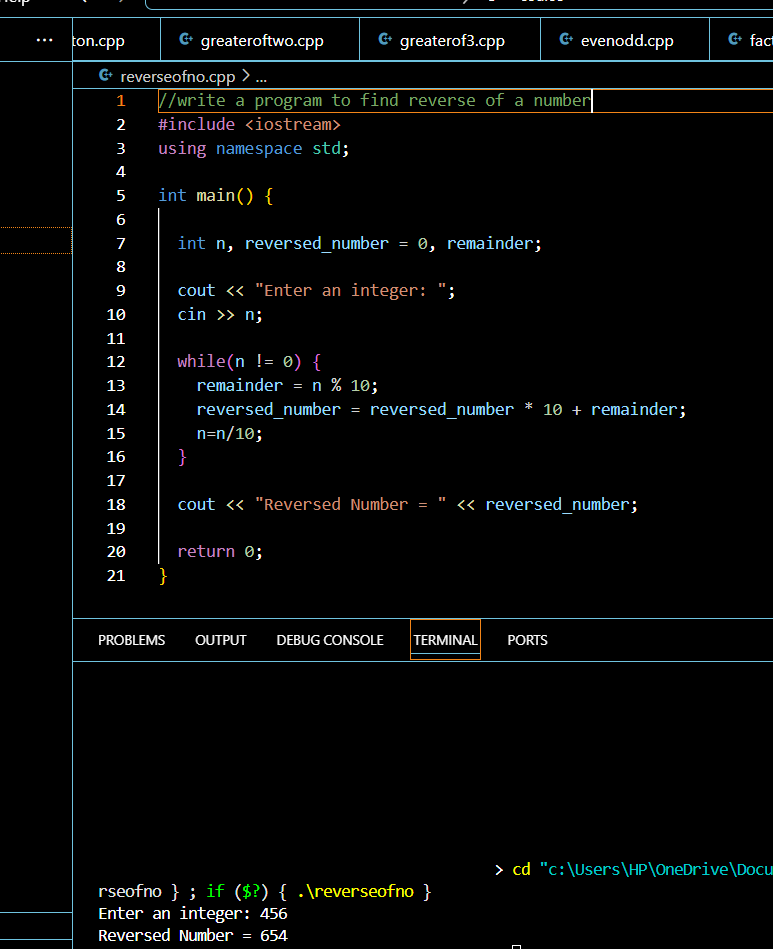 ton.cpp greateroftwo.cpp greaterof3.cpp evenodd.cpp fact
reverseofno.cpp > ...
1 //write a program to find reverse of a number
2 #include <iostream>
3 using namespace std;
4
5 int main() {
6
7 int n, reversed_number = 0, remainder;
8
9 cout << "Enter an integer: ";
10 cin >> n;
11
12 while(n != 0) {
13 remainder = n % 10;
14 reversed_number = reversed_number * 10 + remainder;
15 n=n/10;
16 }
17
18 cout << "Reversed Number = " << reversed_number;
19
20 return 0;
21 }
PROBLEMS OUTPUT DEBUG CONSOLE TERMINAL PORTS
> cd "c:\Users\HP\OneDrive\Docu
rseofno } ; if ($?) { .\reverseofno }
Enter an integer: 456
Reversed Number = 654